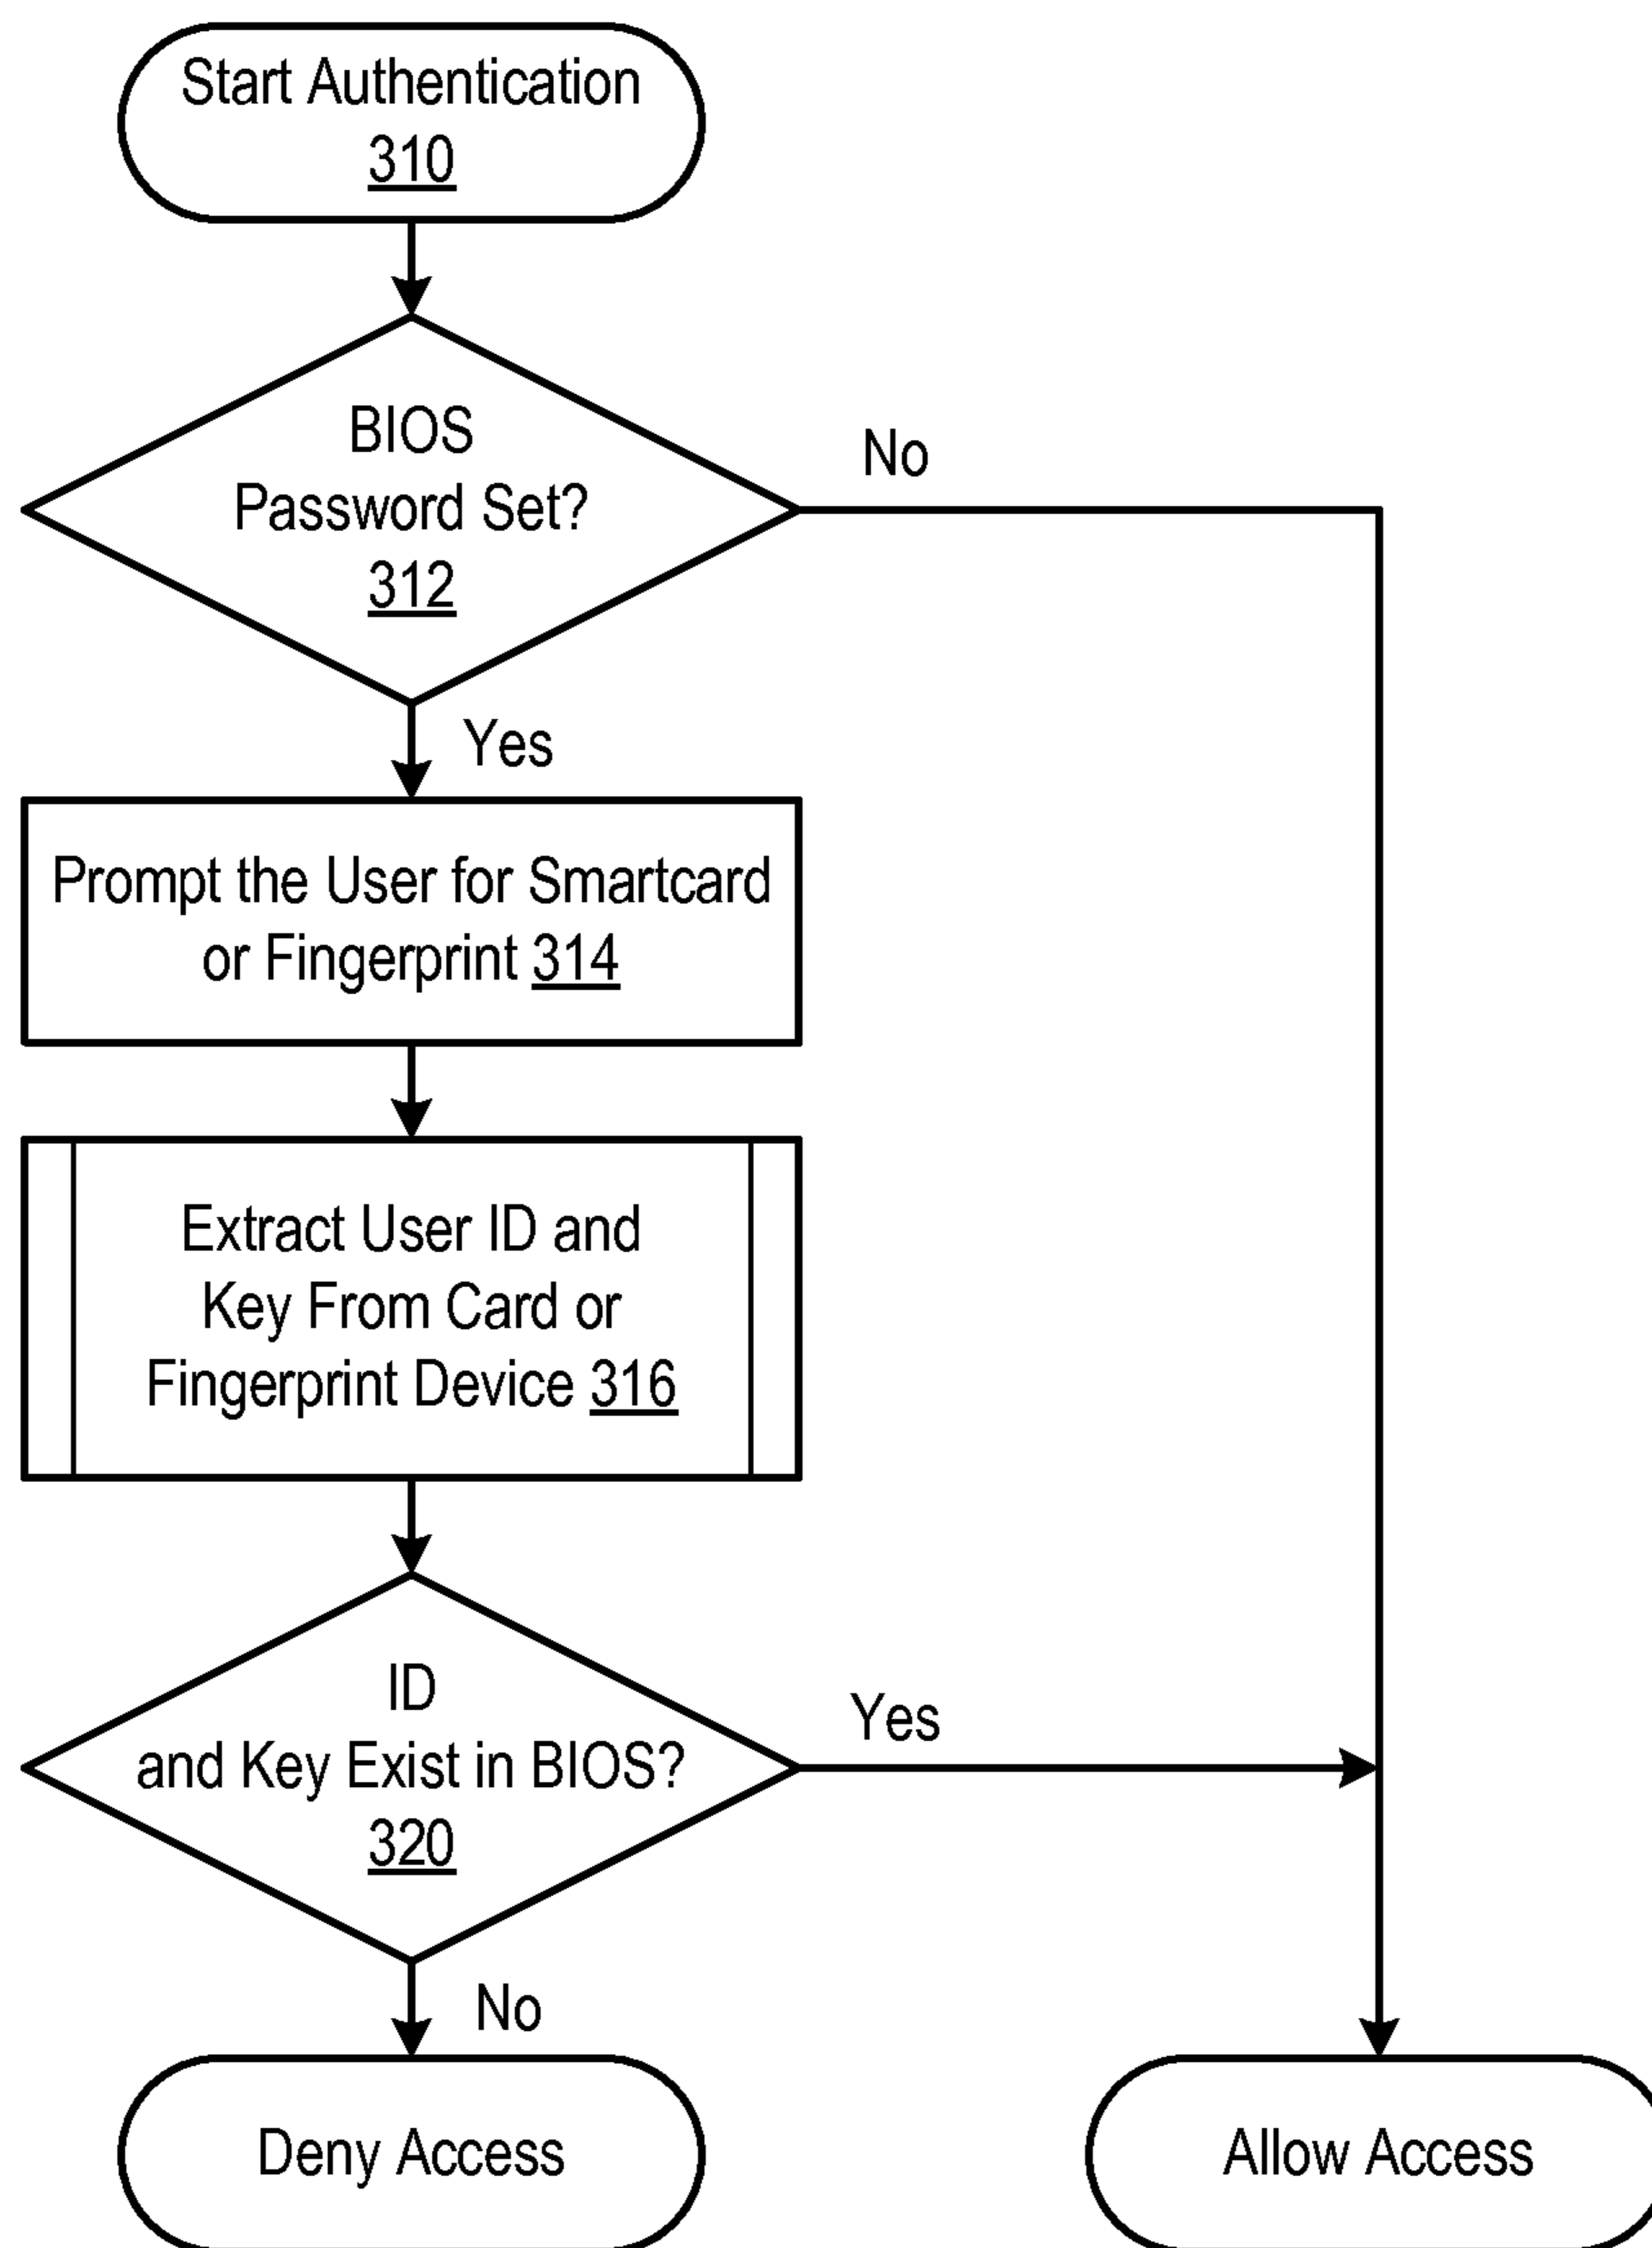 Start Authentication
310
BIOS
Password Set?
312
No
Yes
Prompt the User for Smartcard
or Fingerprint 314
Extract User ID and
Key From Card or
Fingerprint Device 316
ID
and Key Exist in BIOS?
320
Yes
No
Deny Access
Allow Access